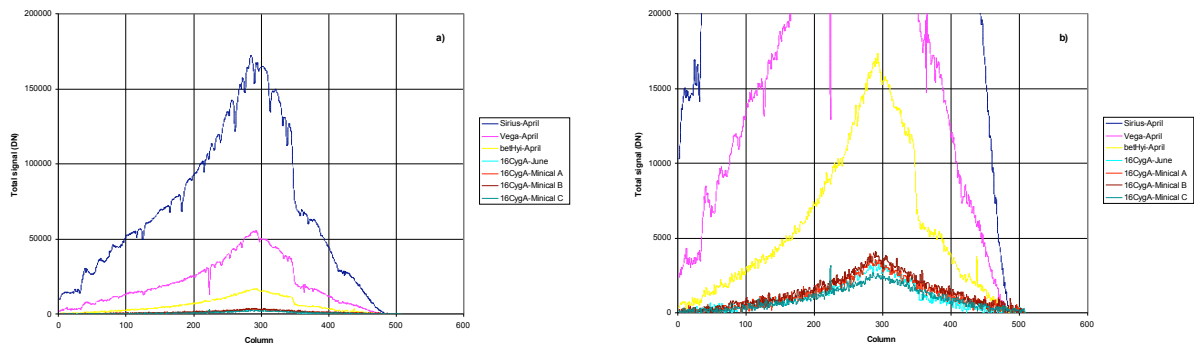 a)
200000
150000
100000
50000
0
Total signal (DN)
0 100 200 300 400 500 600
Column
Sirius-April
Vega-April
betHyi-April
16CygA-June
16CygA-Minical A
16CygA-Minical B
16CygA-Minical C
b)
20000
15000
10000
5000
0
Total signal (DN)
0 100 200 300 400 500 600
Column
Sirius-April
Vega-April
betHyi-April
16CygA-June
16CygA-Minical A
16CygA-Minical B
16CygA-Minical C